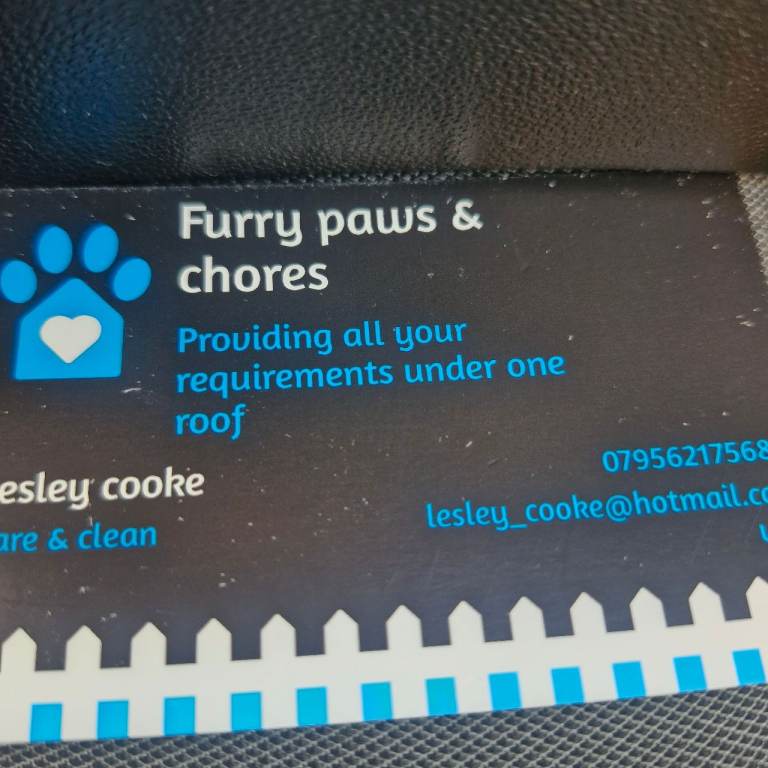 Furry paws &
chores
Providing all your
requirements under one
roof
esley cooke
are & clean
07956217568
lesley_cooke@hotmail.co